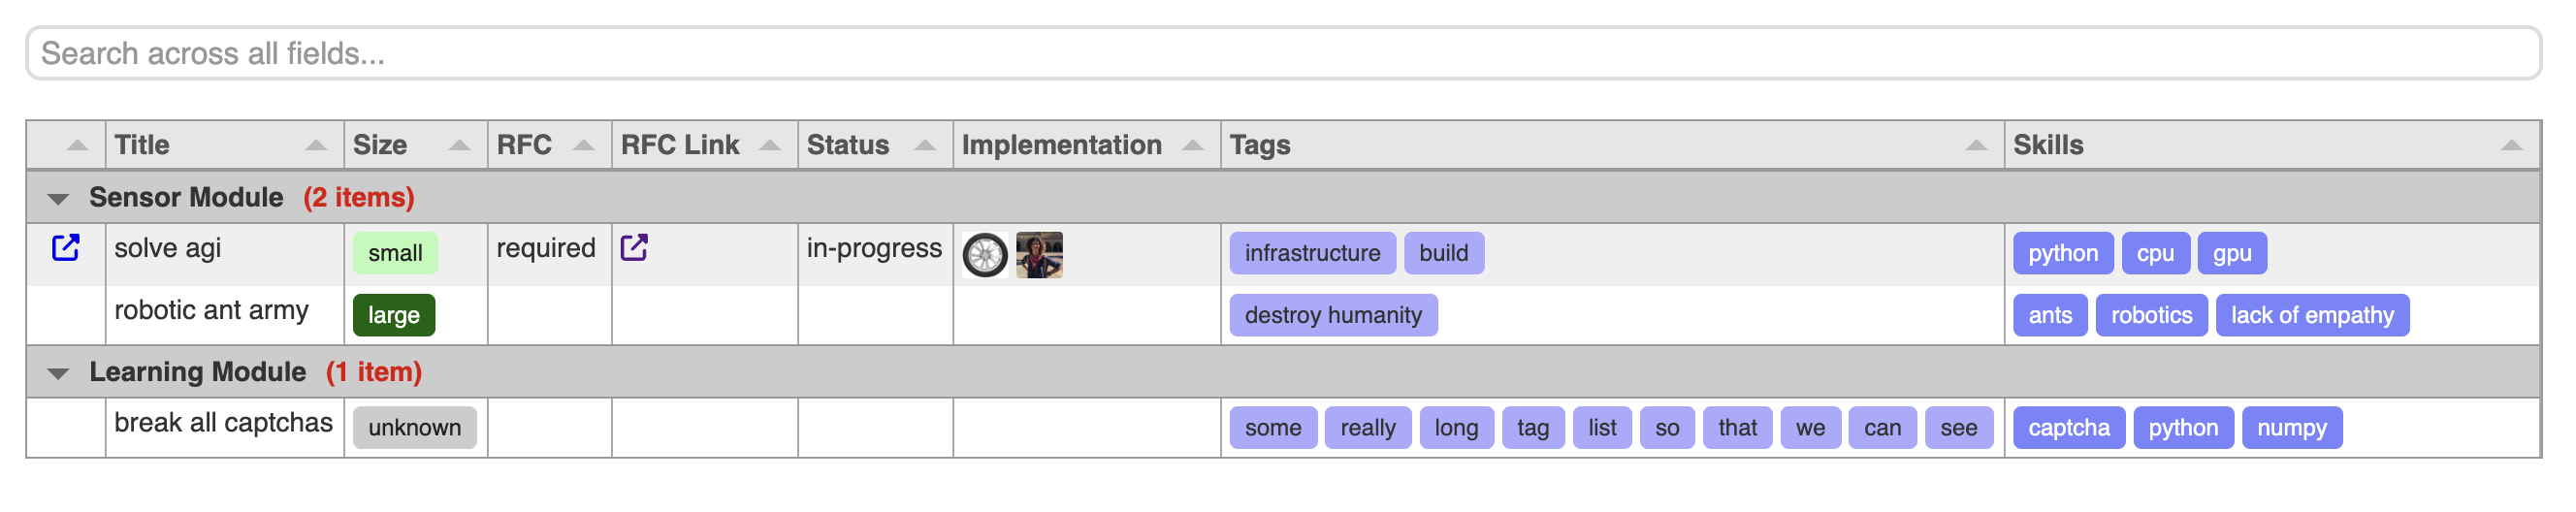 Search across all fields...
Title Size RFC RFC Link Status Implementation Tags Skills
Sensor Module (2 items)
solve agi small required in-progress infrastructure build python cpu gpu
robotic ant army large destroy humanity ants robotics lack of empathy
Learning Module (1 item)
break all captchas unknown some really long tag list so that we can see captcha python numpy